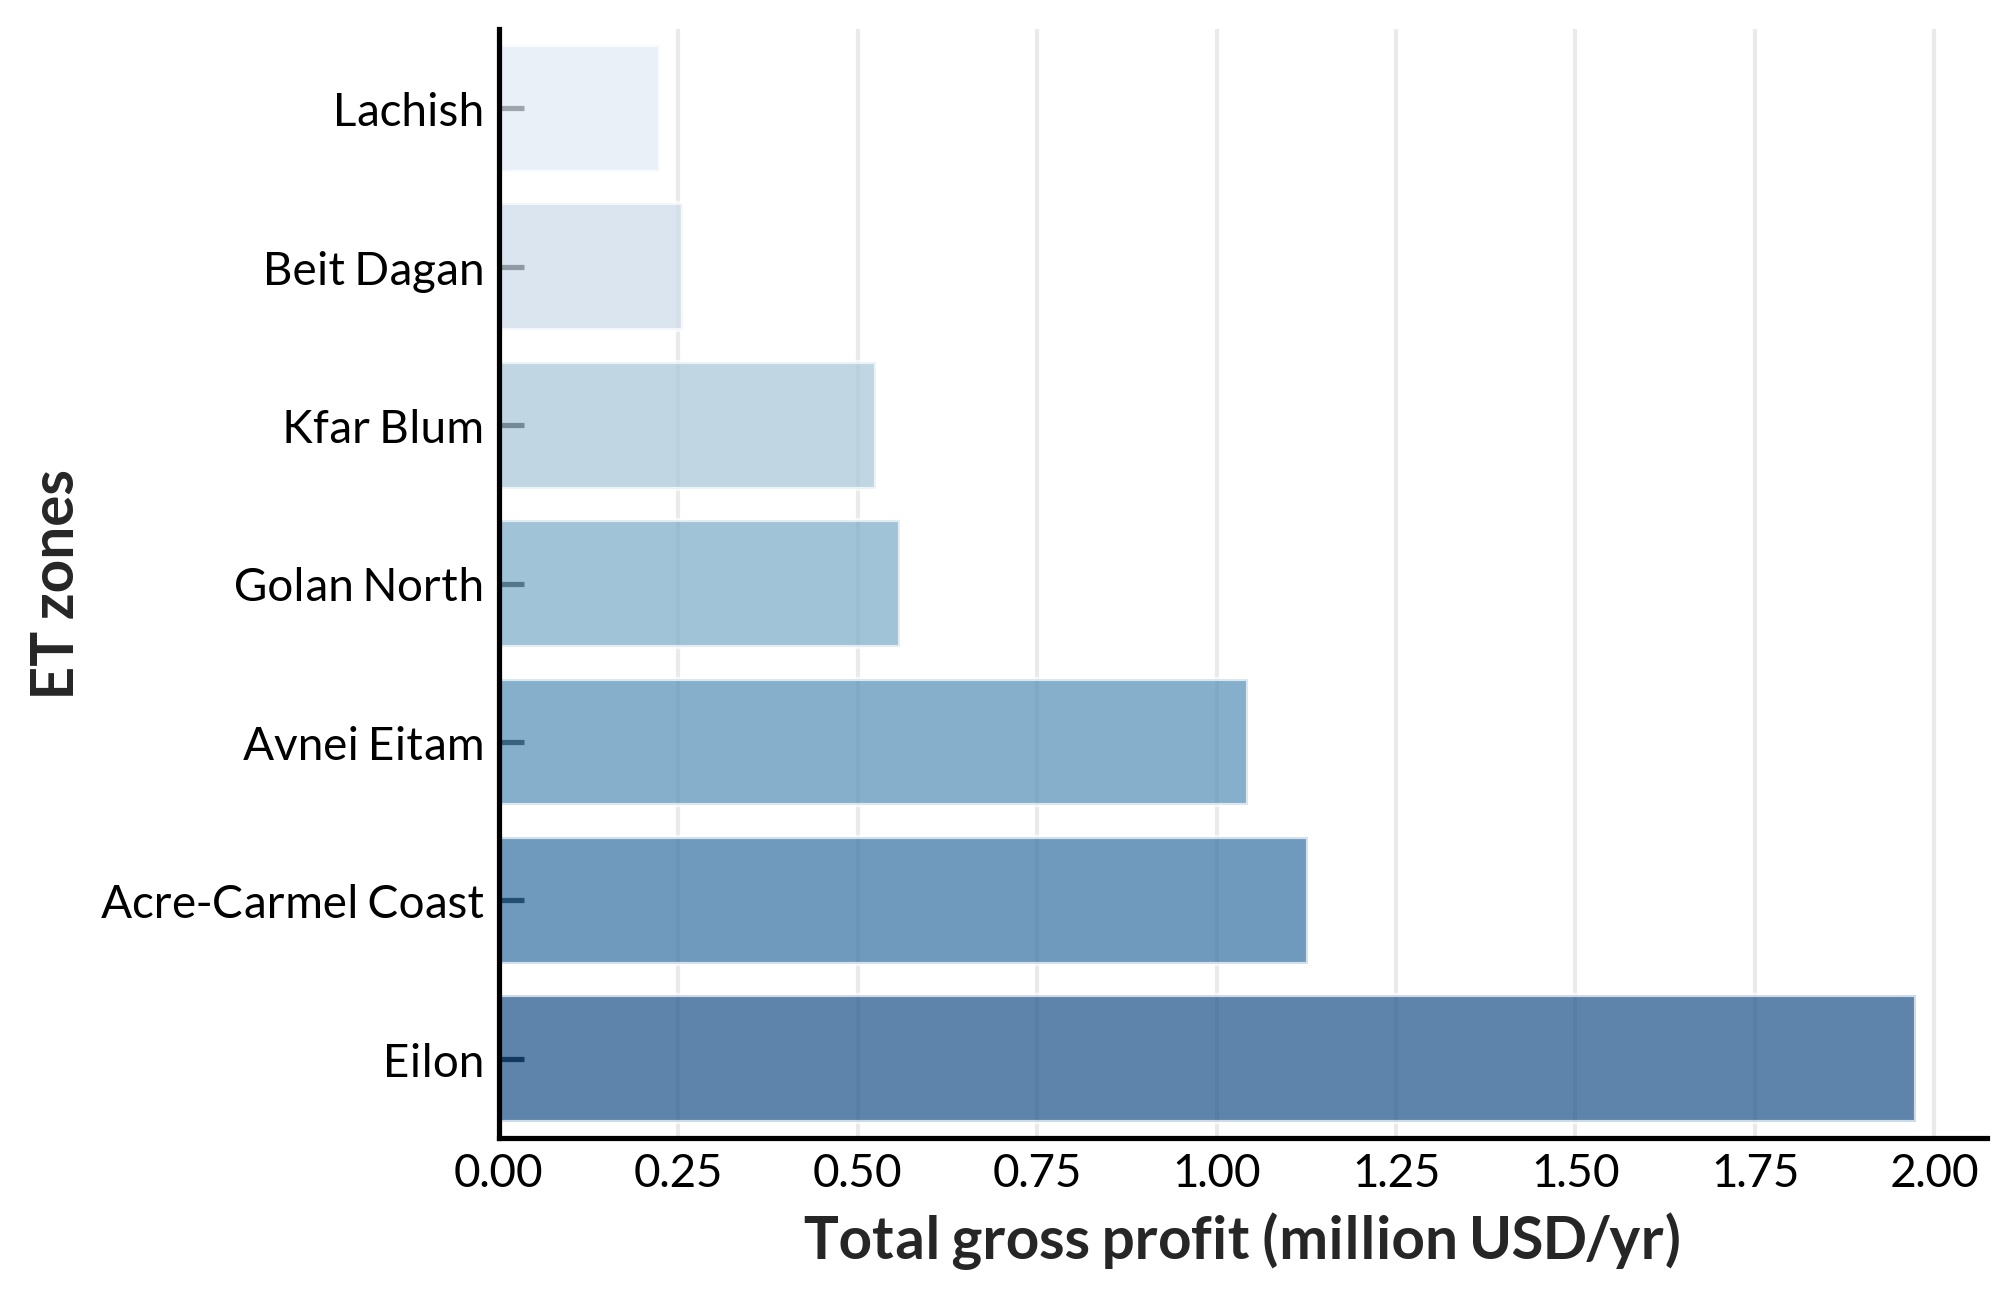 Lachish
Beit Dagan
Kfar Blum
Golan North
Avnei Eitam
Acre-Carmel Coast
Eilon
ET zones
0.00 0.25 0.50 0.75 1.00 1.25 1.50 1.75 2.00
Total gross profit (million USD/yr)